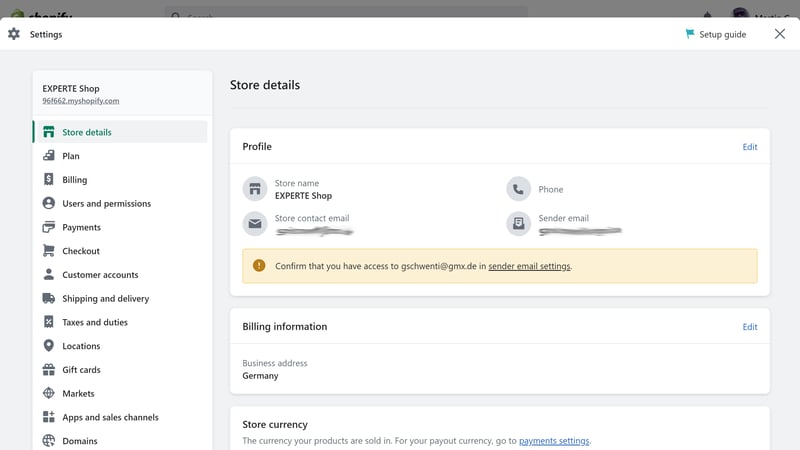 shopify
Search
Settings
Setup guide
EXPERTE Shop
96f662.myshopify.com
Store details
Plan
Billing
Users and permissions
Payments
Checkout
Customer accounts
Shipping and delivery
Taxes and duties
Locations
Gift cards
Markets
Apps and sales channels
Domains
Store details
Profile
Edit
Store name
EXPERTE Shop
Phone
Store contact email
Sender email
Confirm that you have access to gschwenti@gmx.de in sender email settings.
Billing information
Edit
Business address
Germany
Store currency
The currency your products are sold in. For your payout currency, go to payments settings.